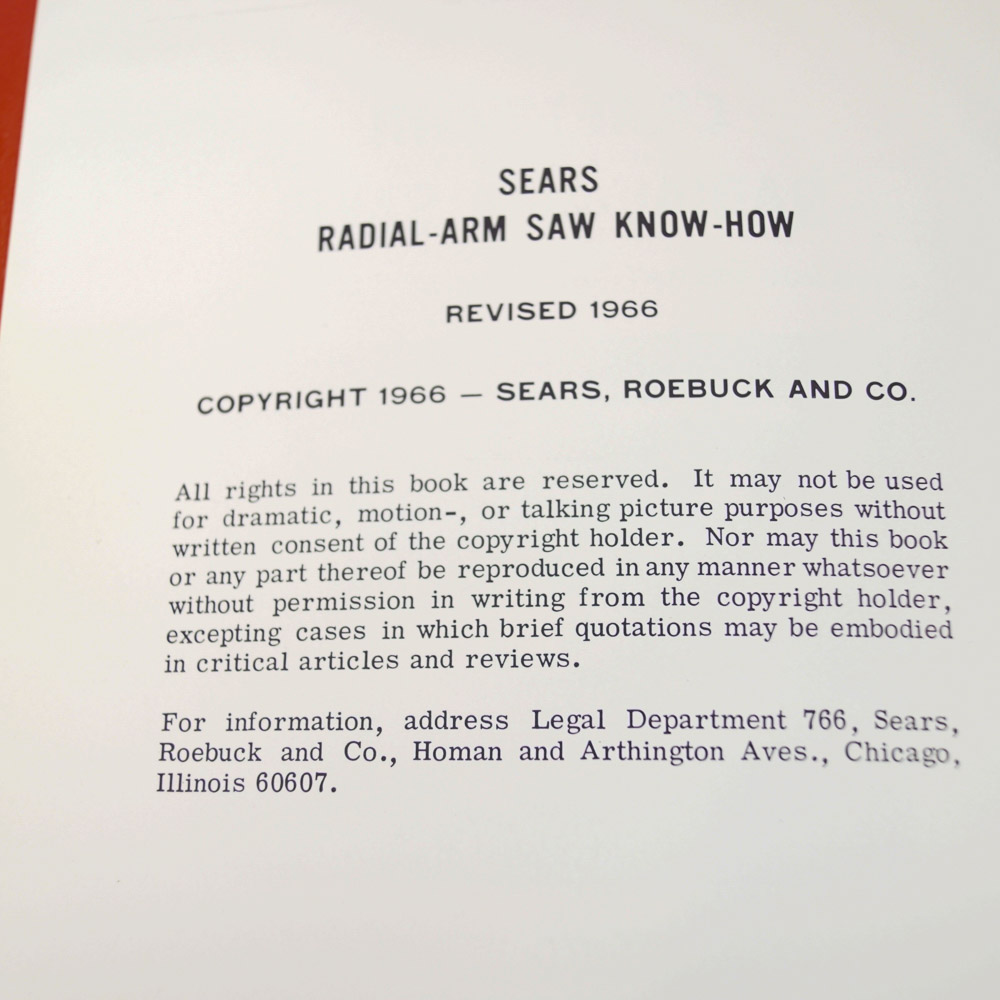 SEARS
RADIAL-ARM SAW KNOW-HOW
REVISED 1966
COPYRIGHT 1966 — SEARS, ROEBUCK AND CO.
All rights in this book are reserved. It may not be used
for dramatic, motion-, or talking picture purposes without
written consent of the copyright holder. Nor may this book
or any part thereof be reproduced in any manner whatsoever
without permission in writing from the copyright holder,
excepting cases in which brief quotations may be embodied
in critical articles and reviews.
For information, address Legal Department 766, Sears,
Roebuck and Co., Homan and Arthington Aves., Chicago,
Illinois 60607.